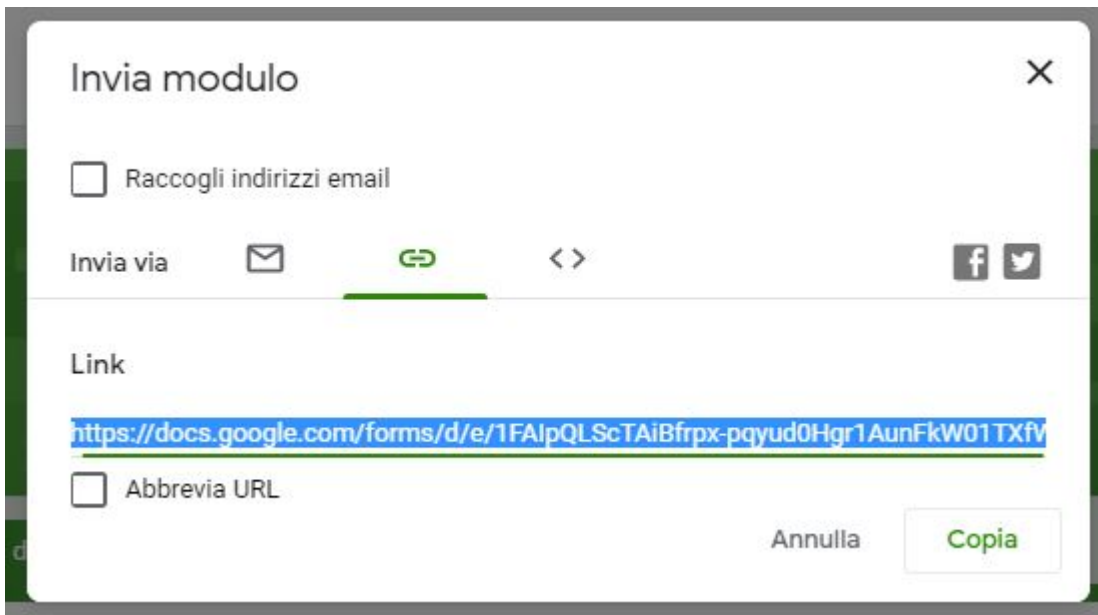 Invia modulo
Raccogli indirizzi email
Invia via
Link
https://docs.google.com/forms/d/e/1FAIpQLScTAiBfrpx-pqyud0Hgr1AunFkW01TXfV
Abbrevia URL
Annulla Copia